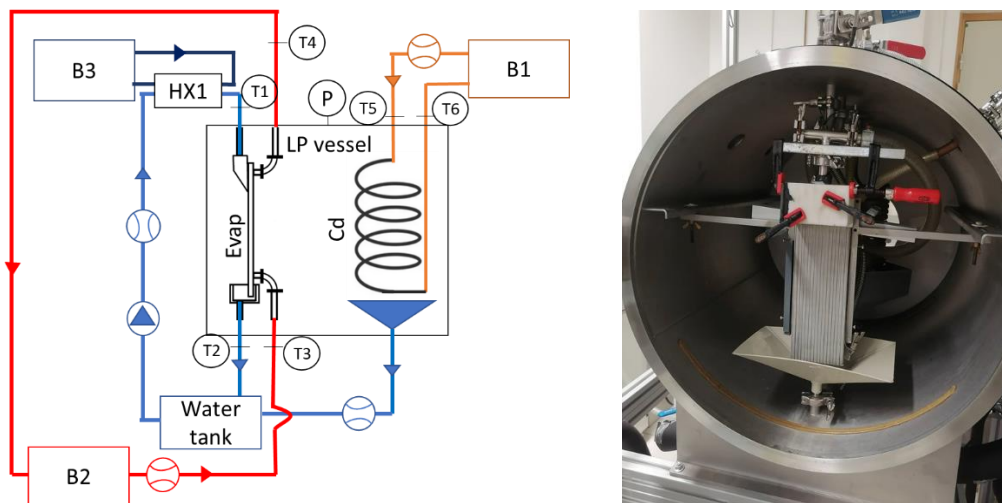 T4
B3
B1
HX1
T1
P
T5
T6
LP vessel
Evap
Cd
T2
T3
Water
tank
B2